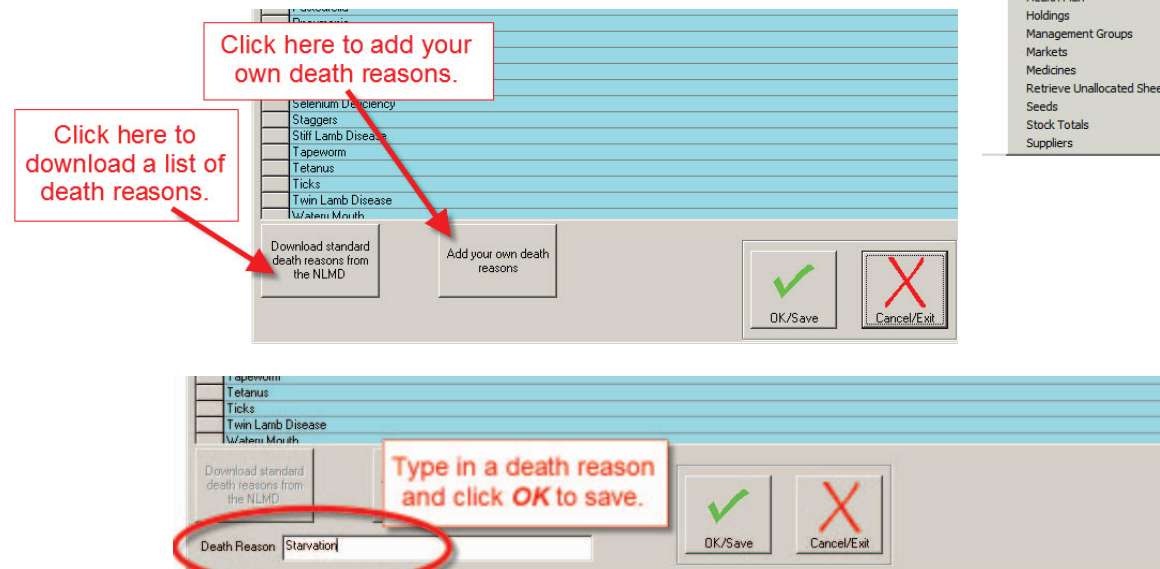 Holdings
Management Groups
Markets
Medicines
Retrieve Unallocated Shee
Seeds
Stock Totals
Suppliers
Click here to add your
own death reasons.
Click here to
download a list of
death reasons.
Selenium Deficiency
Staggers
Stiff Lamb Disease
Tapeworm
Tetanus
Ticks
Twin Lamb Disease
Watery Mouth
Download standard
death reasons from
the NLMD
Add your own death
reasons
OK/Save
Cancel/Exit
Tapeworm
Tetanus
Ticks
Twin Lamb Disease
Watery Mouth
Download standard
death reasons from
the NLMD
Type in a death reason
and click OK to save.
Death Reason Starvation
OK/Save
Cancel/Exit